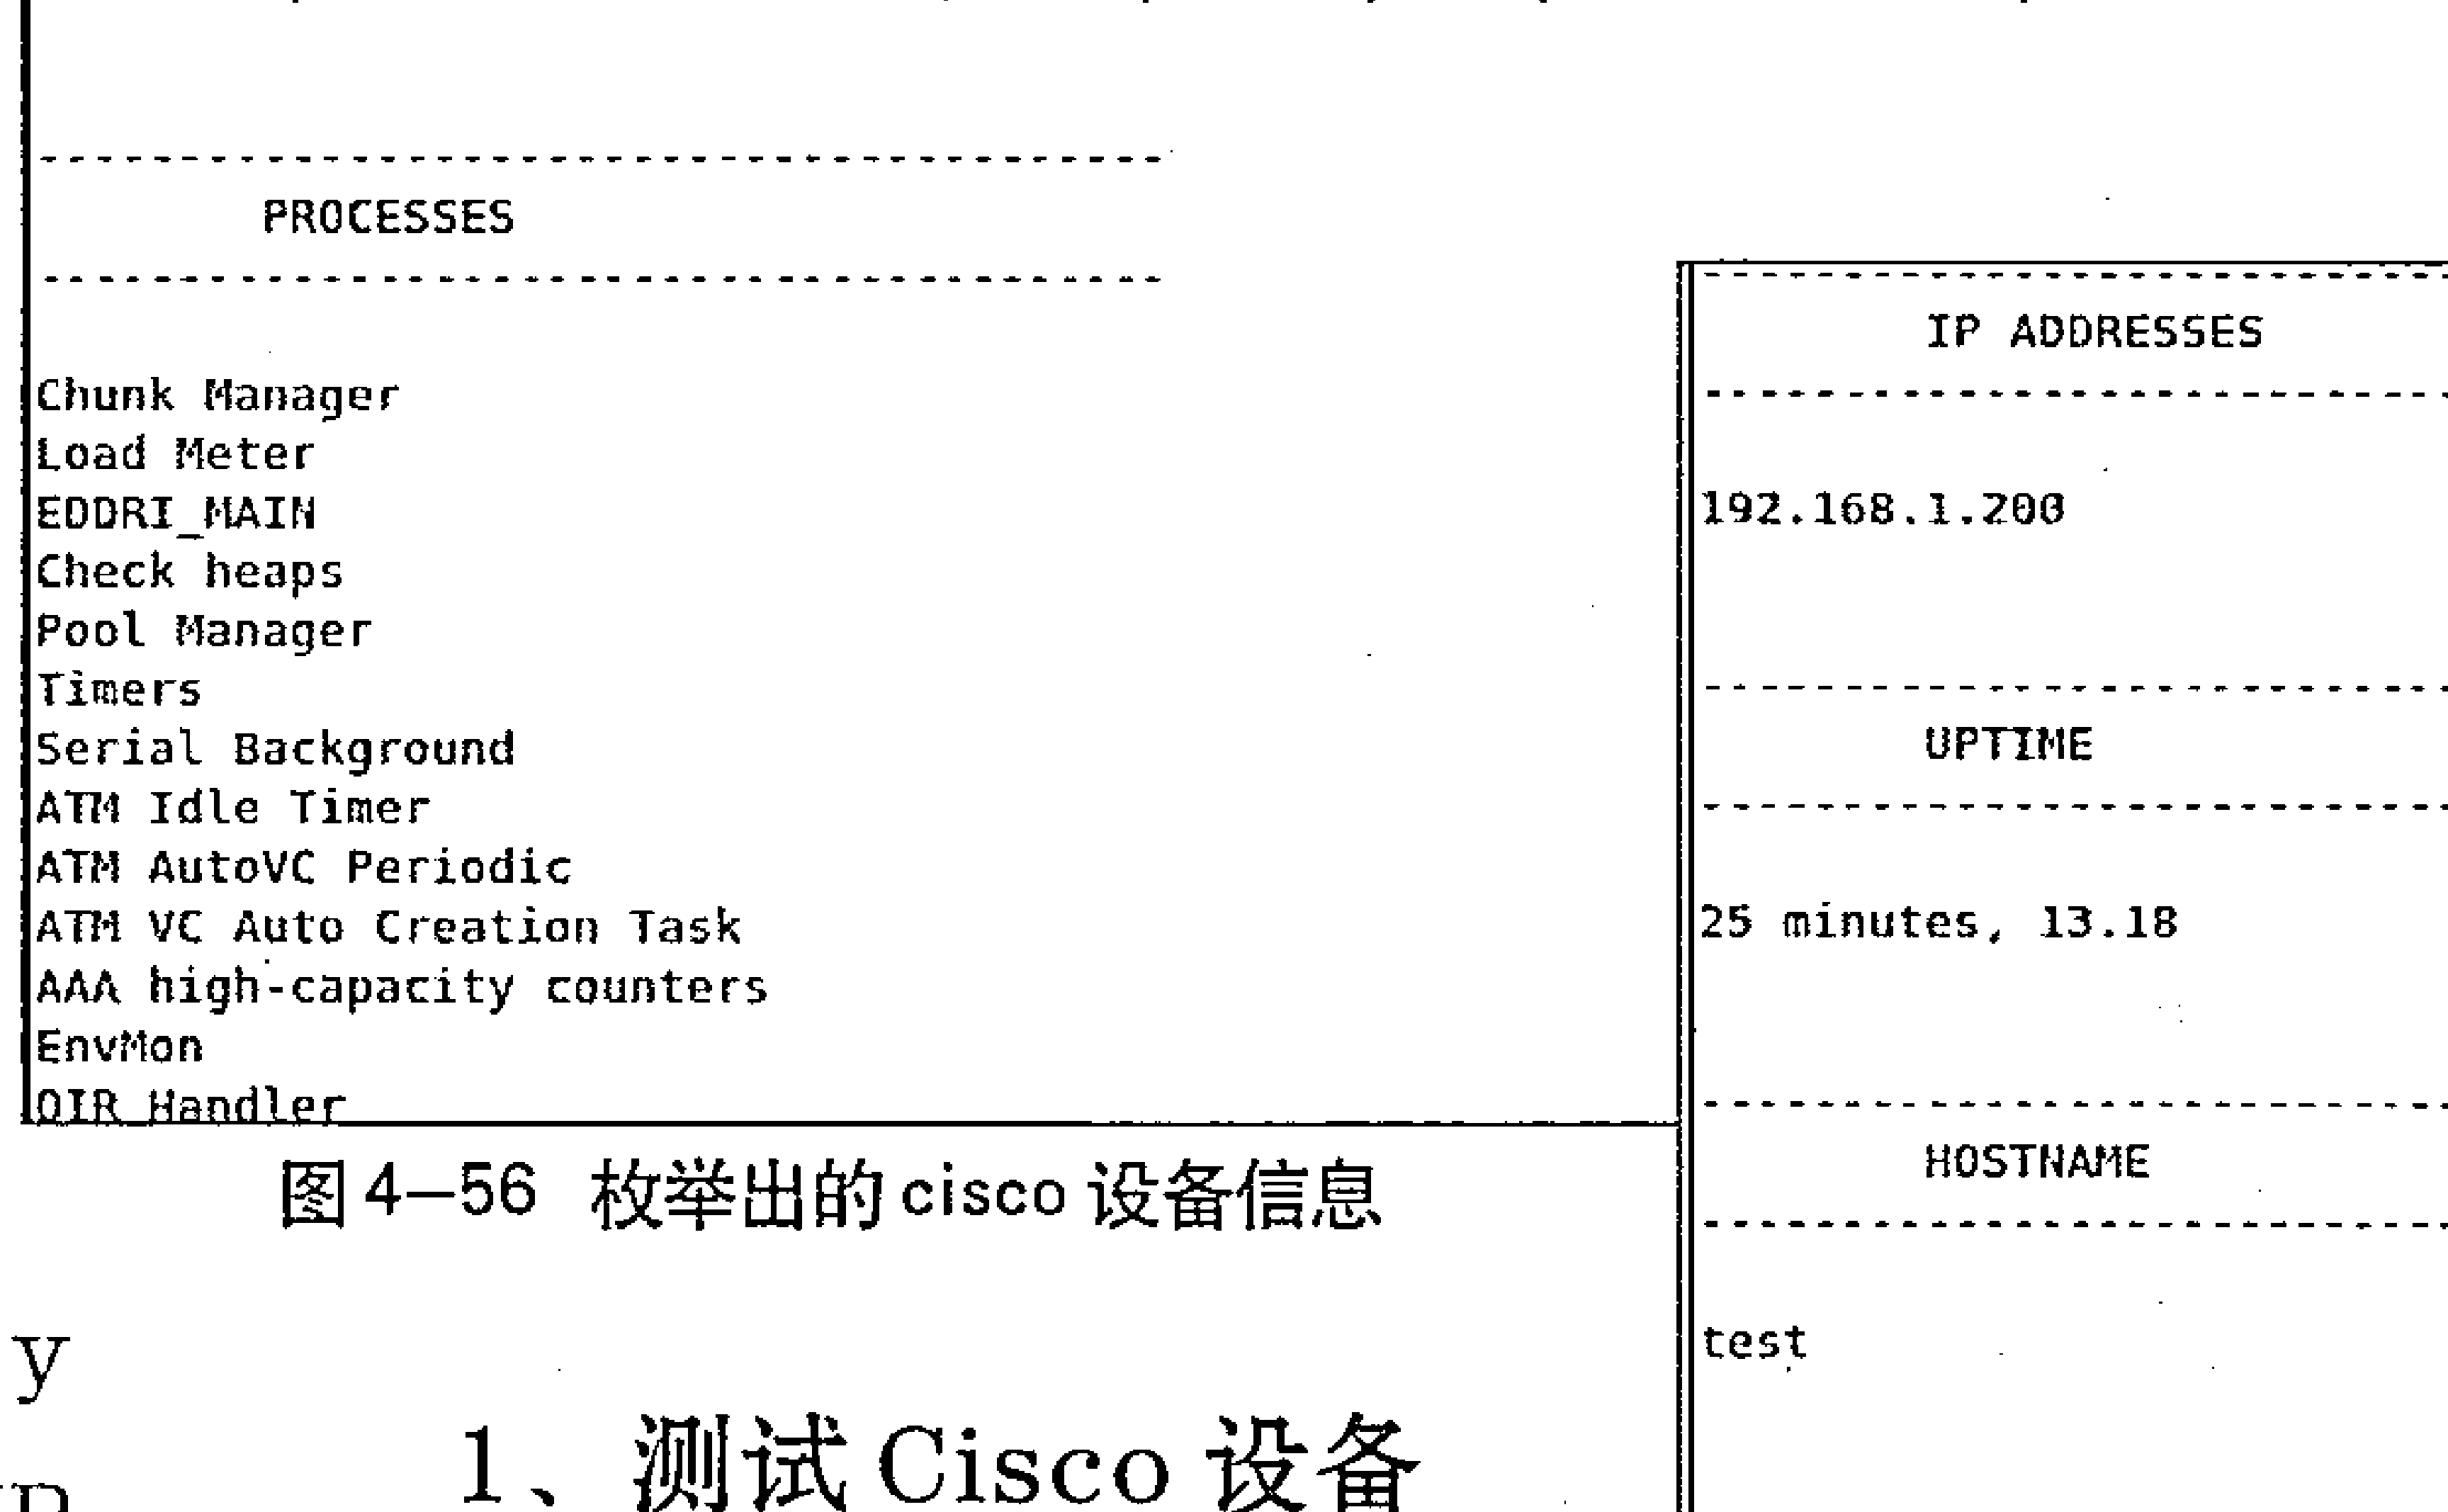 PROCESSES
Chunk Manager
Load Meter
EDDRI_MAIN
Check heaps
Pool Manager
Timers
Serial Background
ATM Idle Timer
ATM AutoVC Periodic
ATM VC Auto Creation Task
AAA high-capacity counters
EnvMon
OIR Handler
图4—56 枚举出的cisco 设备信息
y
1、测试Cisco 设备
IP ADDRESSES
192.168.1.200
UPTIME
25 minutes, 13.18
HOSTNAME
test